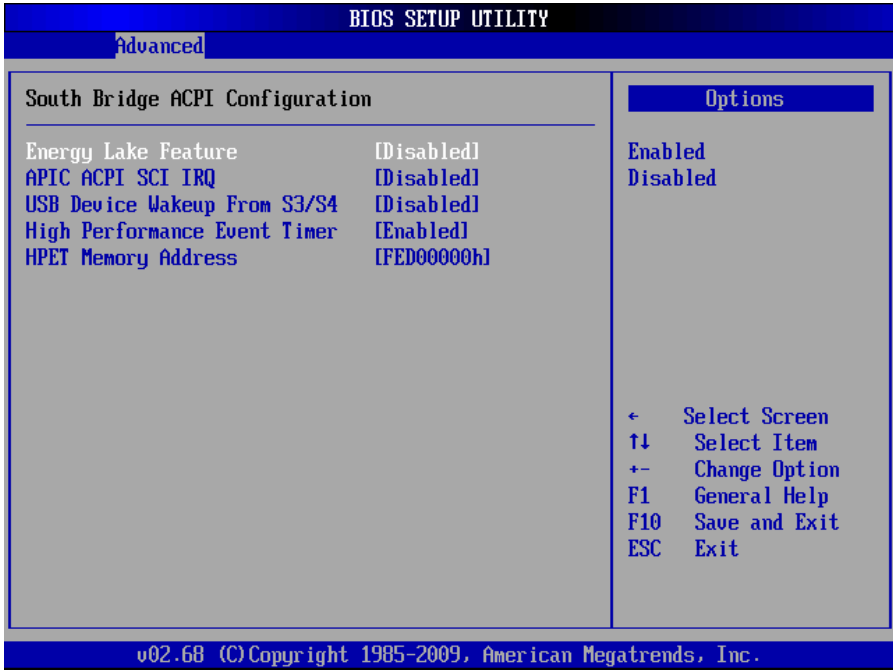 BIOS SETUP UTILITY
Advanced
South Bridge ACPI Configuration
Energy Lake Feature [Disabled]
APIC ACPI SCI IRQ [Disabled]
USB Device Wakeup From S3/S4 [Disabled]
High Performance Event Timer [Enabled]
HPET Memory Address [FED00000h]
Options
Enabled
Disabled
← Select Screen
↑↓ Select Item
+- Change Option
F1 General Help
F10 Save and Exit
ESC Exit
v02.68 (C)Copyright 1985-2009, American Megatrends, Inc.